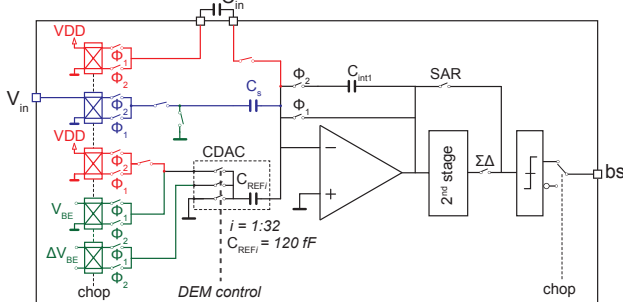 C_in
VDD
Φ1
Φ2
Φ2
C_int1
SAR
V_in
Φ2
Φ1
C_s
Φ1
VDD
CDAC
Φ2
Φ1
C_REFi
2nd stage
ΣΔ
bs
V_BE
Φ1
i = 1:32
C_REFi = 120 fF
Φ2
ΔV_BE
Φ1
Φ2
chop
DEM control
chop